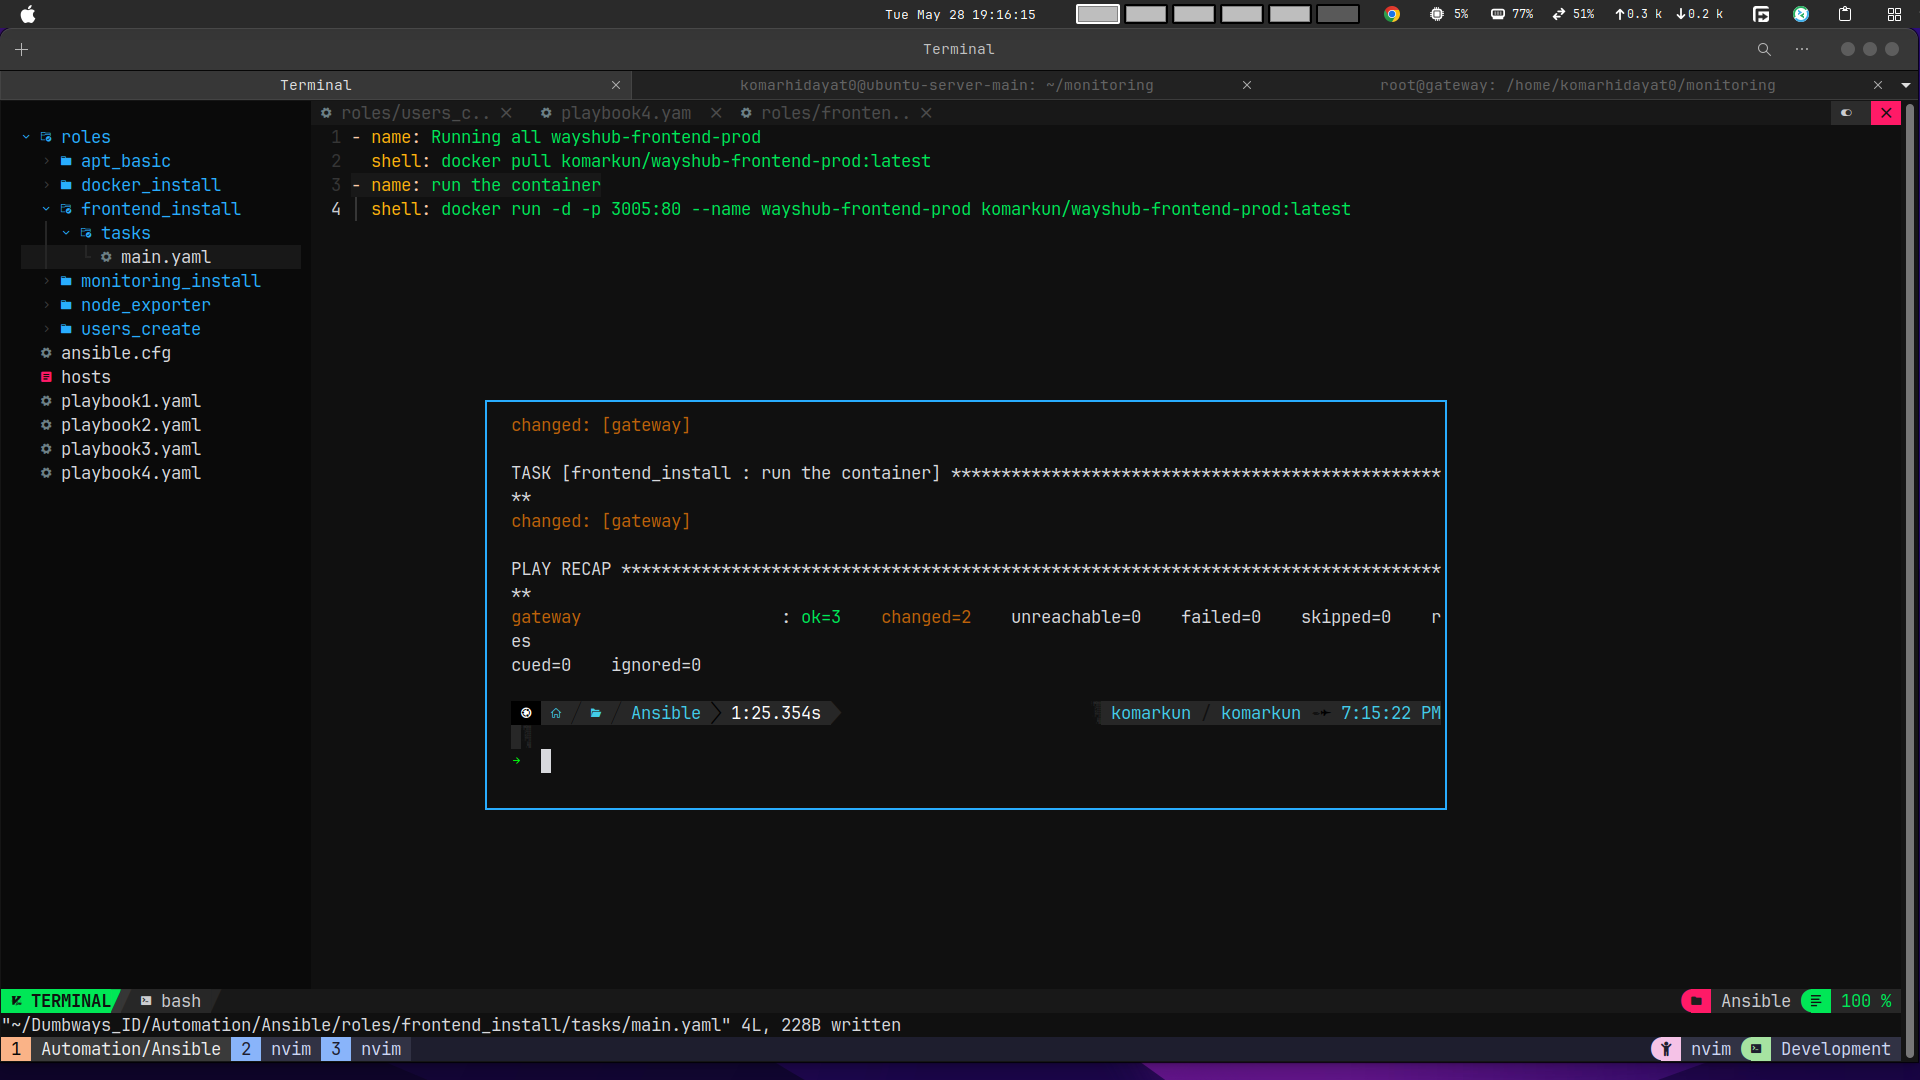 Tue May 28 19:16:15
5%
77%
51%
0.3 k
0.2 k
Terminal
Terminal
komarhidayat0@ubuntu-server-main: ~/monitoring
root@gateway: /home/komarhidayat0/monitoring
roles/users_c..
playbook4.yam
roles/fronten..
roles
apt_basic
docker_install
frontend_install
tasks
main.yaml
monitoring_install
node_exporter
users_create
ansible.cfg
hosts
playbook1.yaml
playbook2.yaml
playbook3.yaml
playbook4.yaml
1 - name: Running all wayshub-frontend-prod
2 shell: docker pull komarkun/wayshub-frontend-prod:latest
3 - name: run the container
4 shell: docker run -d -p 3005:80 --name wayshub-frontend-prod komarkun/wayshub-frontend-prod:latest
changed: [gateway]
TASK [frontend_install : run the container] *************************************************
**
changed: [gateway]
PLAY RECAP **********************************************************************************
**
gateway : ok=3 changed=2 unreachable=0 failed=0 skipped=0 r
es
cued=0 ignored=0
Ansible 1:25.354s
komarkun / komarkun 7:15:22 PM
TERMINAL
bash
Ansible
100 %
"~/Dumbways_ID/Automation/Ansible/roles/frontend_install/tasks/main.yaml" 4L, 228B written
1 Automation/Ansible 2 nvim 3 nvim
nvim
Development